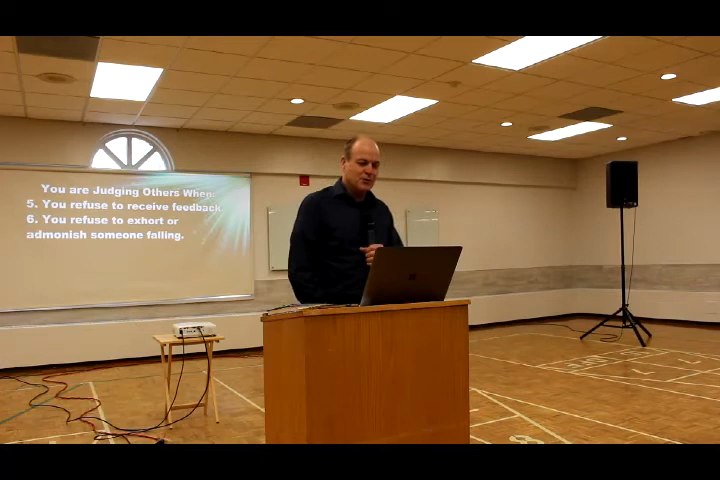 You are Judging Others When:
5. You refuse to receive feedback.
6. You refuse to exhort or
admonish someone falling.